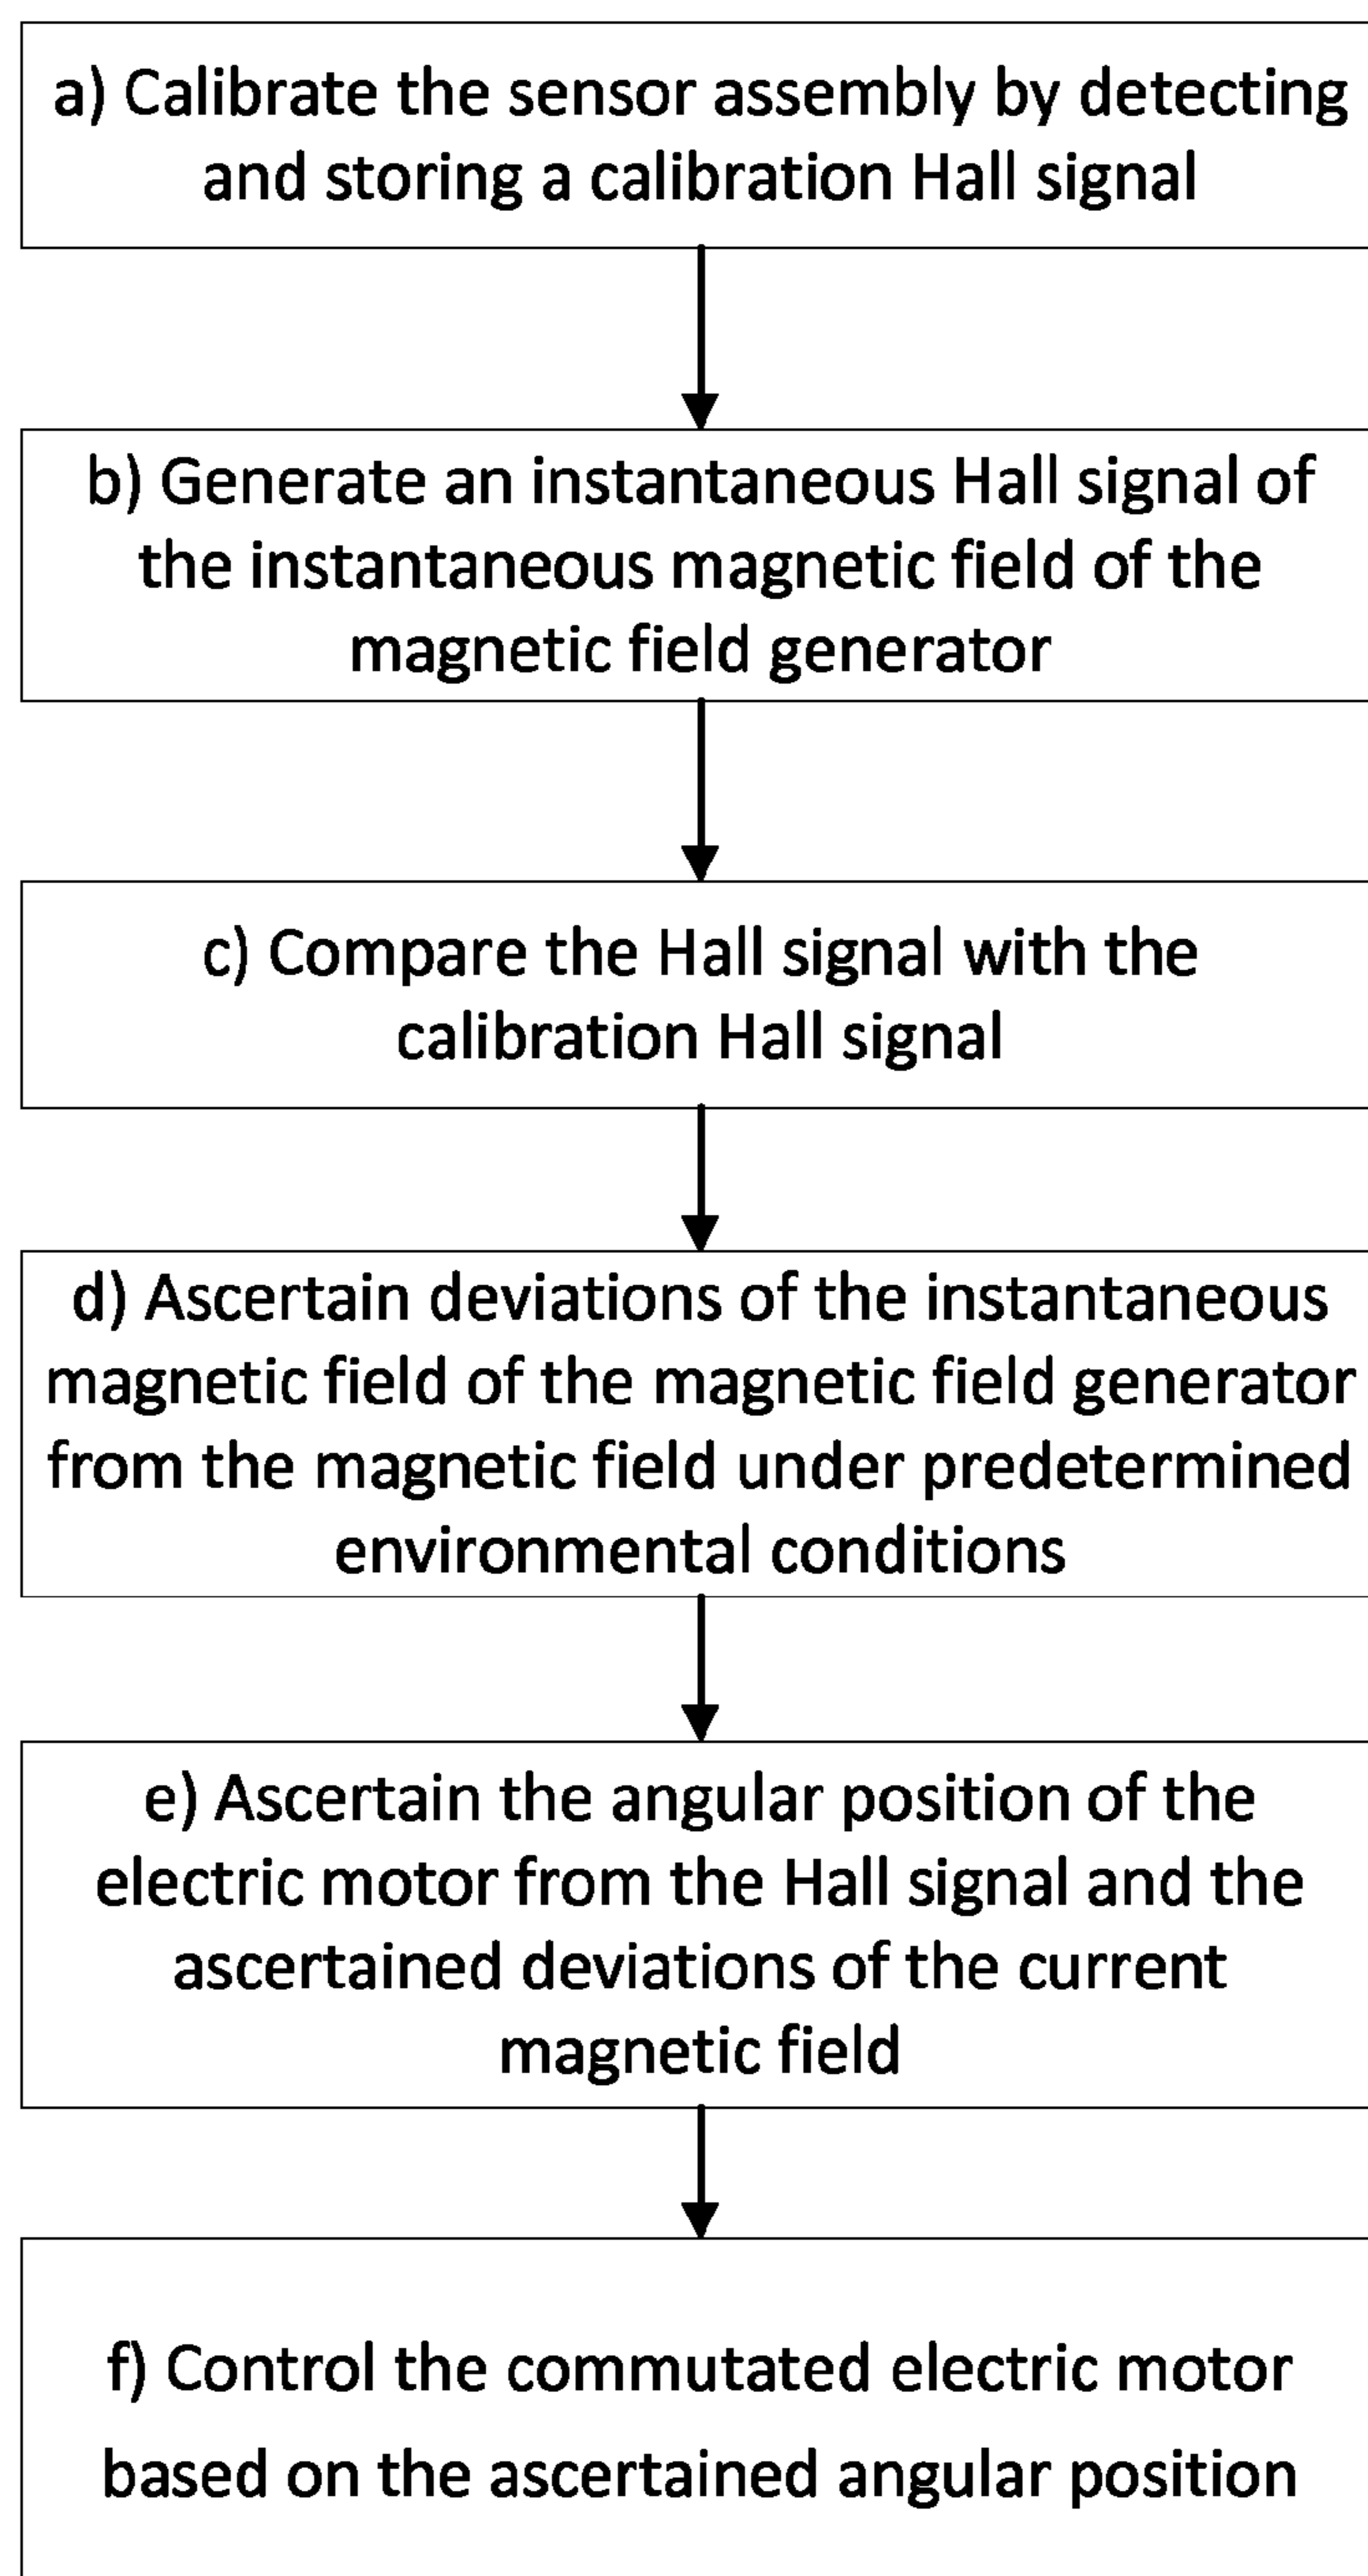 a) Calibrate the sensor assembly by detecting
and storing a calibration Hall signal
b) Generate an instantaneous Hall signal of
the instantaneous magnetic field of the
magnetic field generator
c) Compare the Hall signal with the
calibration Hall signal
d) Ascertain deviations of the instantaneous
magnetic field of the magnetic field generator
from the magnetic field under predetermined
environmental conditions
e) Ascertain the angular position of the
electric motor from the Hall signal and the
ascertained deviations of the current
magnetic field
f) Control the commutated electric motor
based on the ascertained angular position